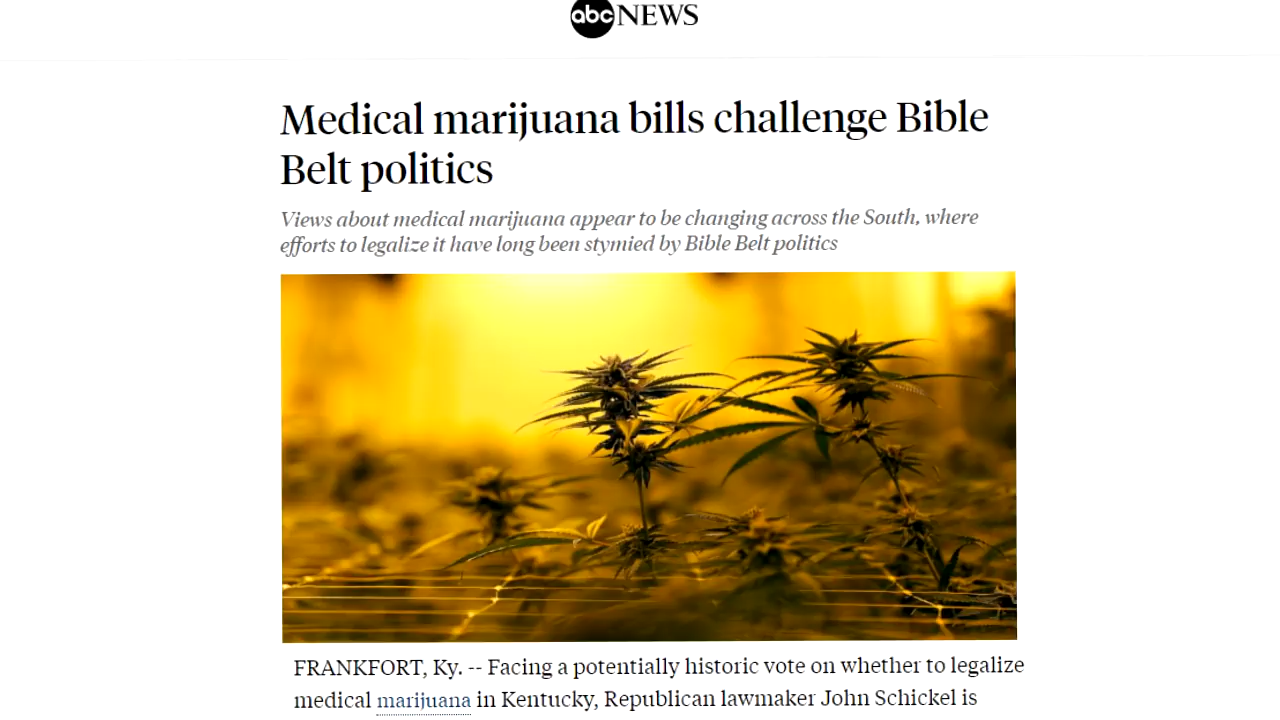 abc NEWS
Medical marijuana bills challenge Bible
Belt politics
Views about medical marijuana appear to be changing across the South, where
efforts to legalize it have long been stymied by Bible Belt politics
FRANKFORT, Ky. -- Facing a potentially historic vote on whether to legalize
medical marijuana in Kentucky, Republican lawmaker John Schickel is